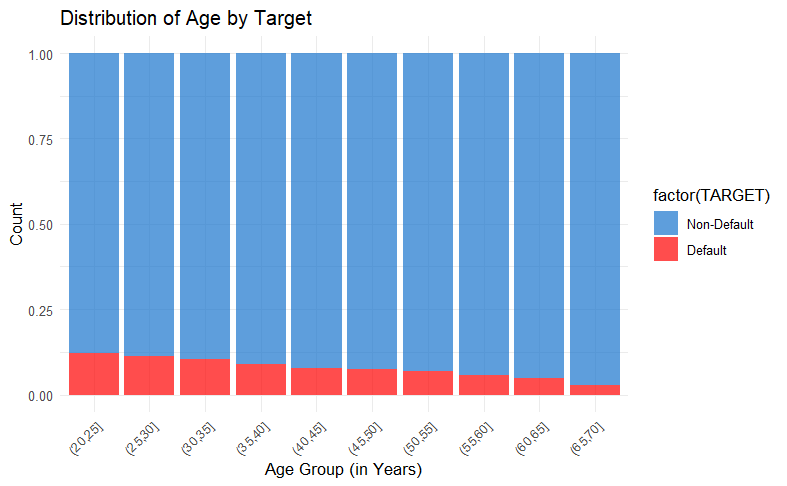 Distribution of Age by Target
1.00
0.75
0.50
0.25
0.00
Count
(20,25]
(25,30]
(30,35]
(35,40]
(40,45]
(45,50]
(50,55]
(55,60]
(60,65]
(65,70]
Age Group (in Years)
factor(TARGET)
Non-Default
Default